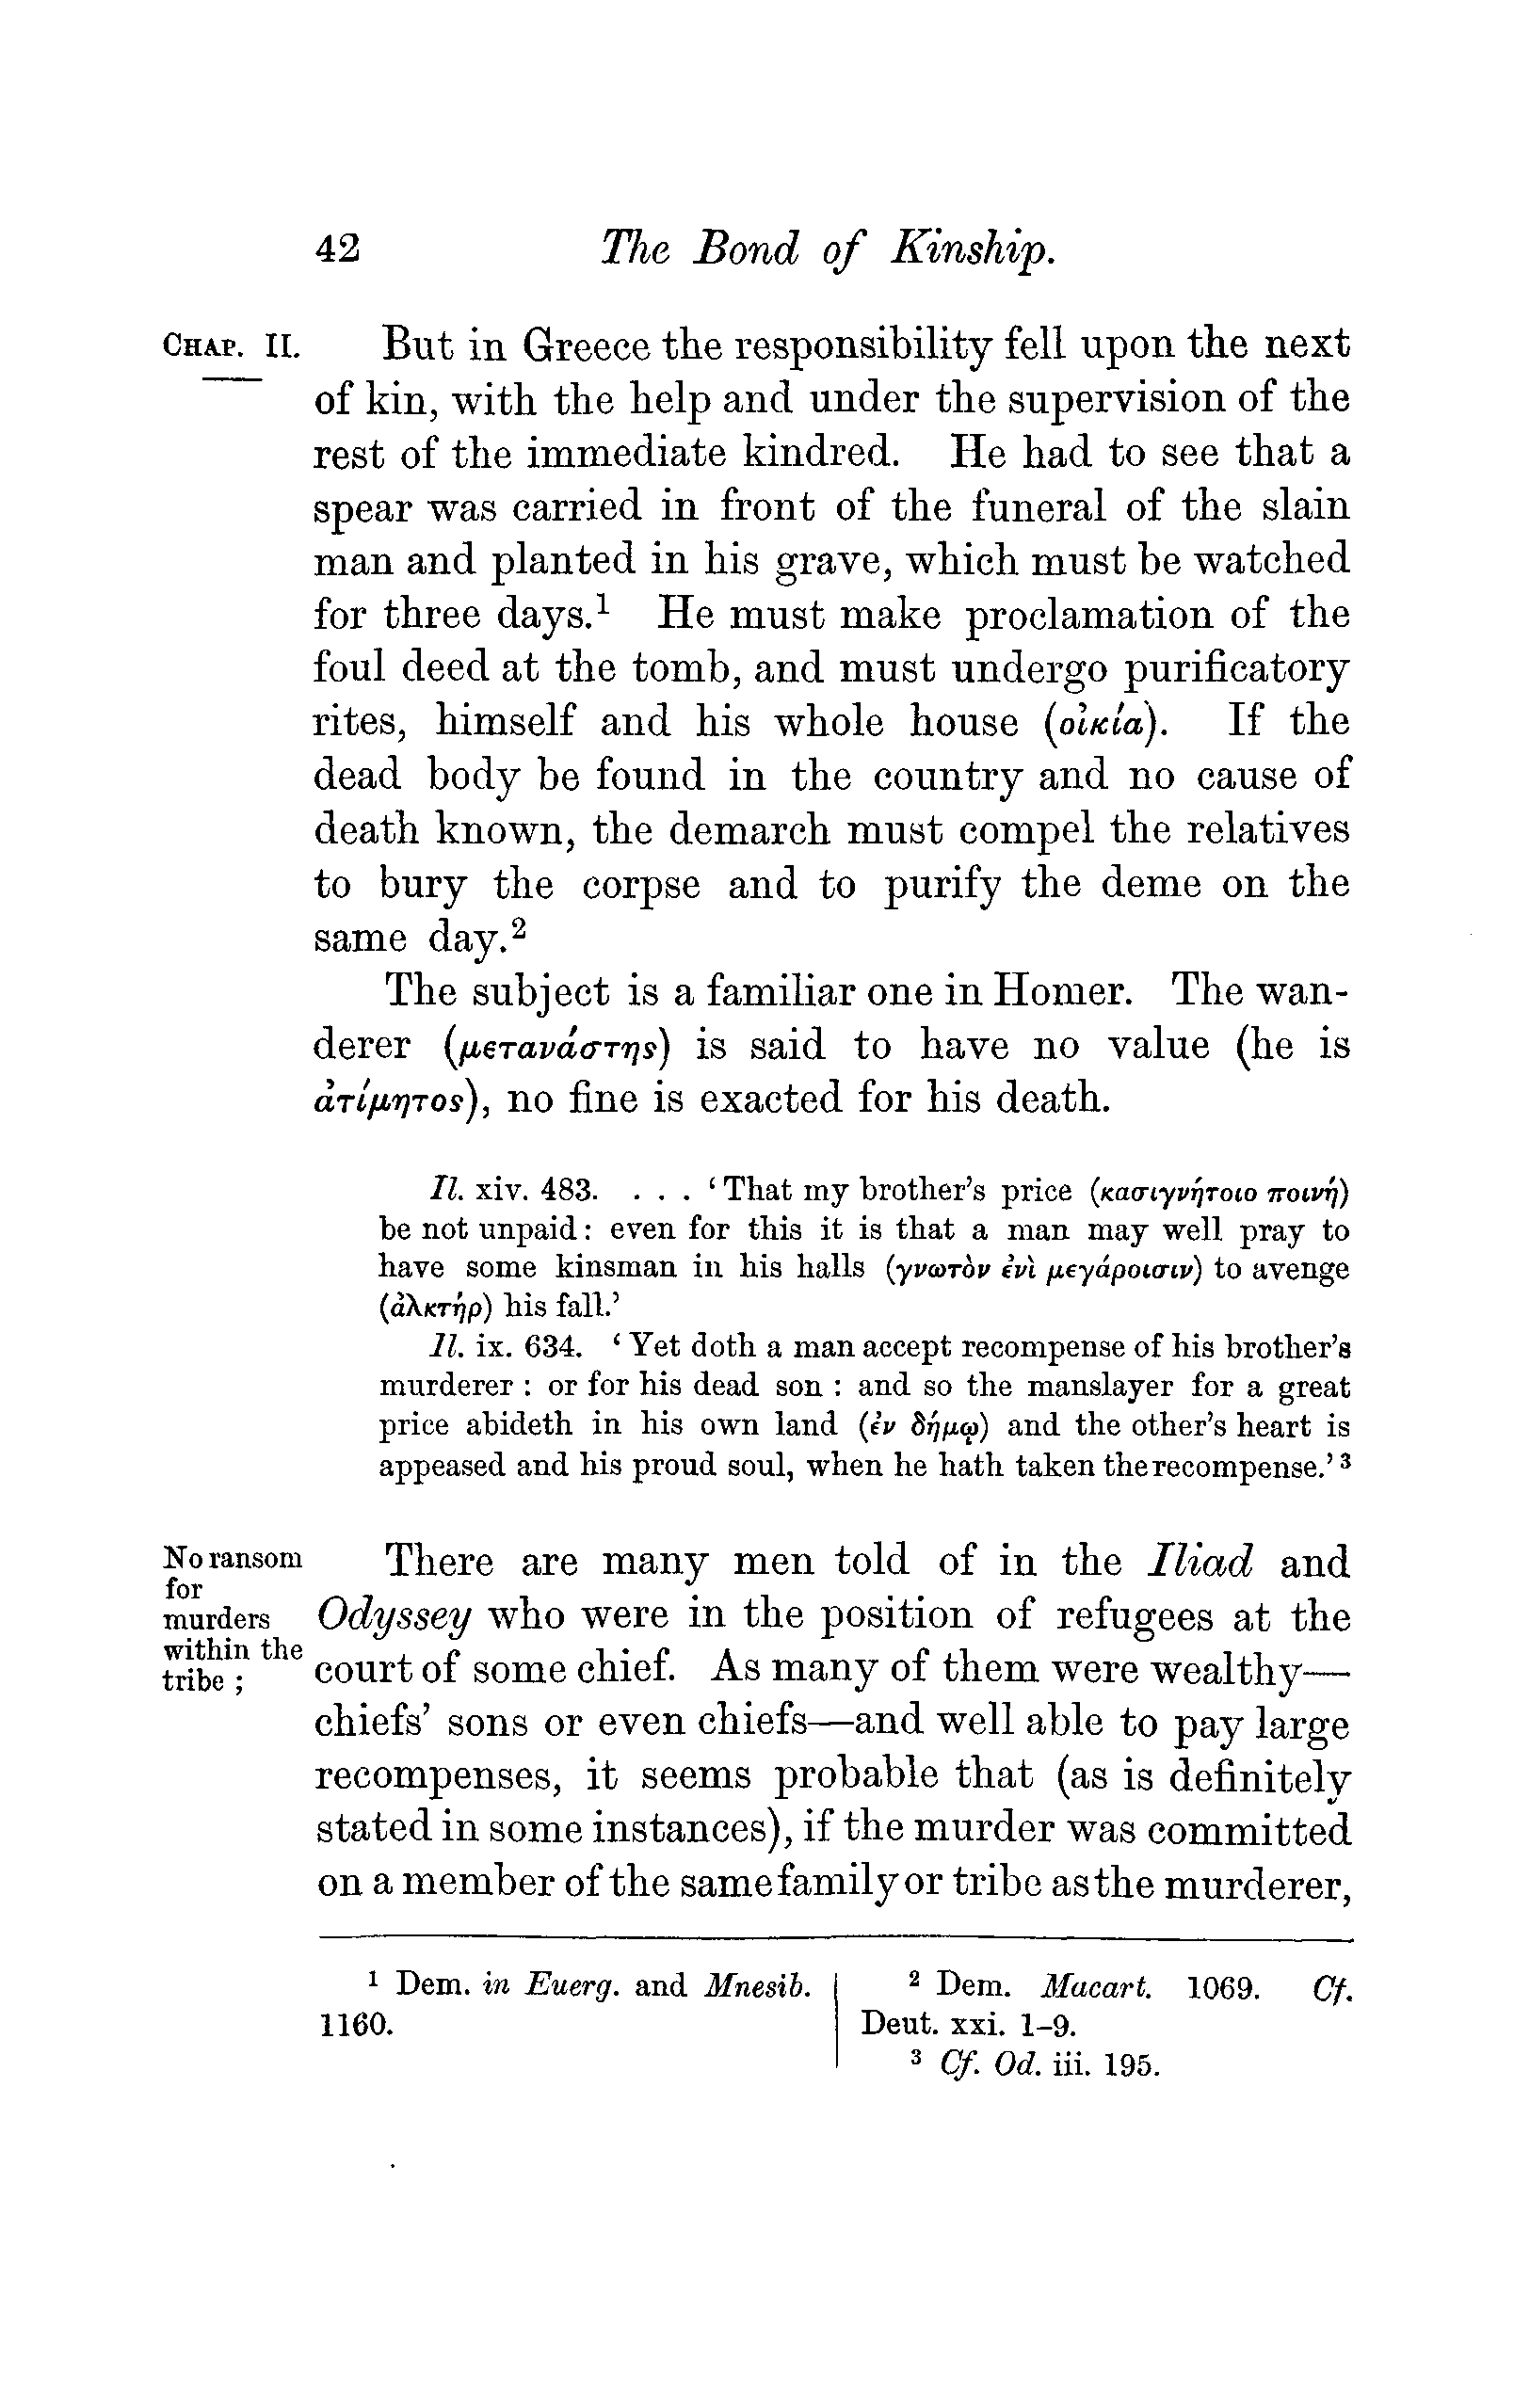 42 The Bond of Kinship.
CHAP. II.
But in Greece the responsibility fell upon the next
of kin, with the help and under the supervision of the
rest of the immediate kindred. He had to see that a
spear was carried in front of the funeral of the slain
man and planted in his grave, which must be watched
for three days.¹ He must make proclamation of the
foul deed at the tomb, and must undergo purificatory
rites, himself and his whole house (οἰκία). If the
dead body be found in the country and no cause of
death known, the demarch must compel the relatives
to bury the corpse and to purify the deme on the
same day.²
The subject is a familiar one in Homer. The wan-
derer (μετανάστης) is said to have no value (he is
ἀτίμητος), no fine is exacted for his death.
Il. xiv. 483. . . . ‘That my brother’s price (κασιγνήτοιο ποινή)
be not unpaid: even for this it is that a man may well pray to
have some kinsman in his halls (γνωτὸν ἐνὶ μεγάροισιν) to avenge
(ἀλκτήρ) his fall.’
Il. ix. 634. ‘Yet doth a man accept recompense of his brother’s
murderer : or for his dead son : and so the manslayer for a great
price abideth in his own land (ἐν δήμῳ) and the other’s heart is
appeased and his proud soul, when he hath taken the recompense.’³
No ransom
for
murders
within the
tribe ;
There are many men told of in the Iliad and
Odyssey who were in the position of refugees at the
court of some chief. As many of them were wealthy—
chiefs’ sons or even chiefs—and well able to pay large
recompenses, it seems probable that (as is definitely
stated in some instances), if the murder was committed
on a member of the same family or tribe as the murderer,
¹ Dem. in Euerg. and Mnesib.
1160.
² Dem. Macart. 1069. Cf.
Deut. xxi. 1–9.
³ Cf. Od. iii. 195.